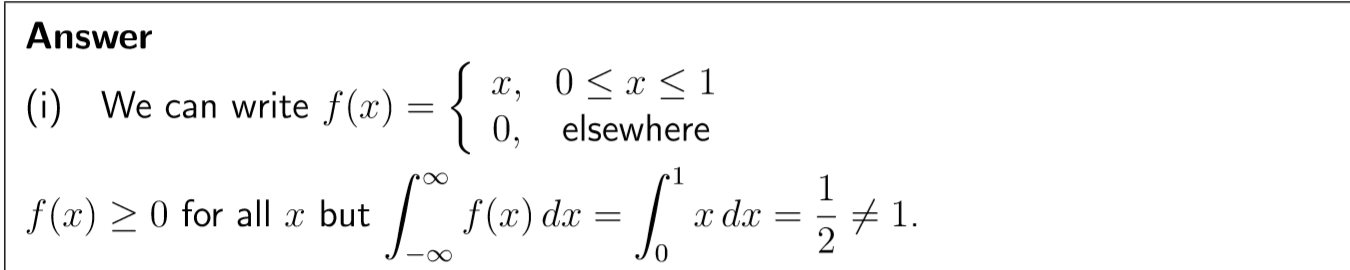 Answer
(i) We can write f(x) = { x, 0 ≤ x ≤ 1
0, elsewhere
f(x) ≥ 0 for all x but ∫_{-∞}^{∞} f(x) dx = ∫_0^1 x dx = 1/2 ≠ 1.